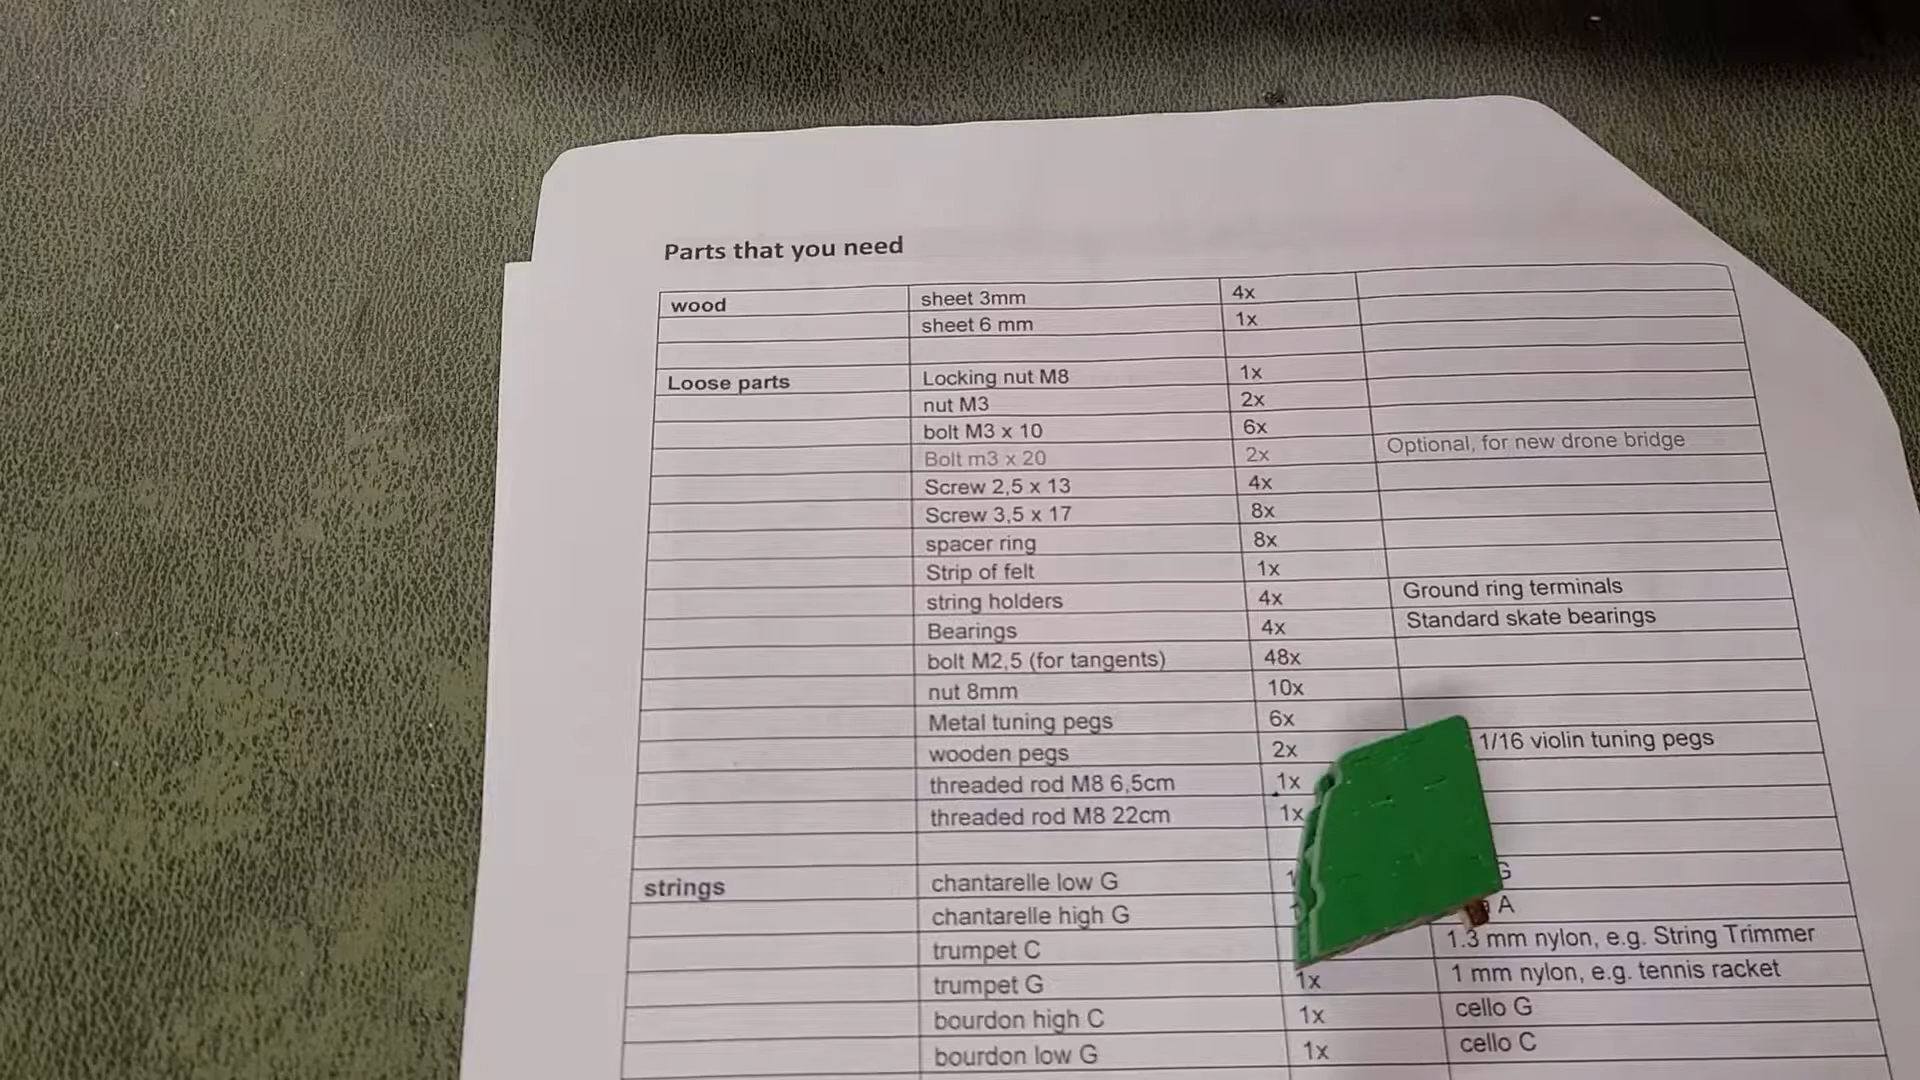 Parts that you need
wood sheet 3mm 4x
sheet 6 mm 1x
Loose parts Locking nut M8 1x
nut M3 2x
bolt M3 x 10 6x
Bolt m3 x 20 2x Optional, for new drone bridge
Screw 2,5 x 13 4x
Screw 3,5 x 17 8x
spacer ring 8x
Strip of felt 1x
string holders 4x Ground ring terminals
Bearings 4x Standard skate bearings
bolt M2,5 (for tangents) 48x
nut 8mm 10x
Metal tuning pegs 6x
wooden pegs 2x 1/16 violin tuning pegs
threaded rod M8 6,5cm 1x
threaded rod M8 22cm 1x
strings chantarelle low G G
chantarelle high G A
trumpet C 1.3 mm nylon, e.g. String Trimmer
trumpet G 1x 1 mm nylon, e.g. tennis racket
bourdon high C 1x cello G
bourdon low G 1x cello C